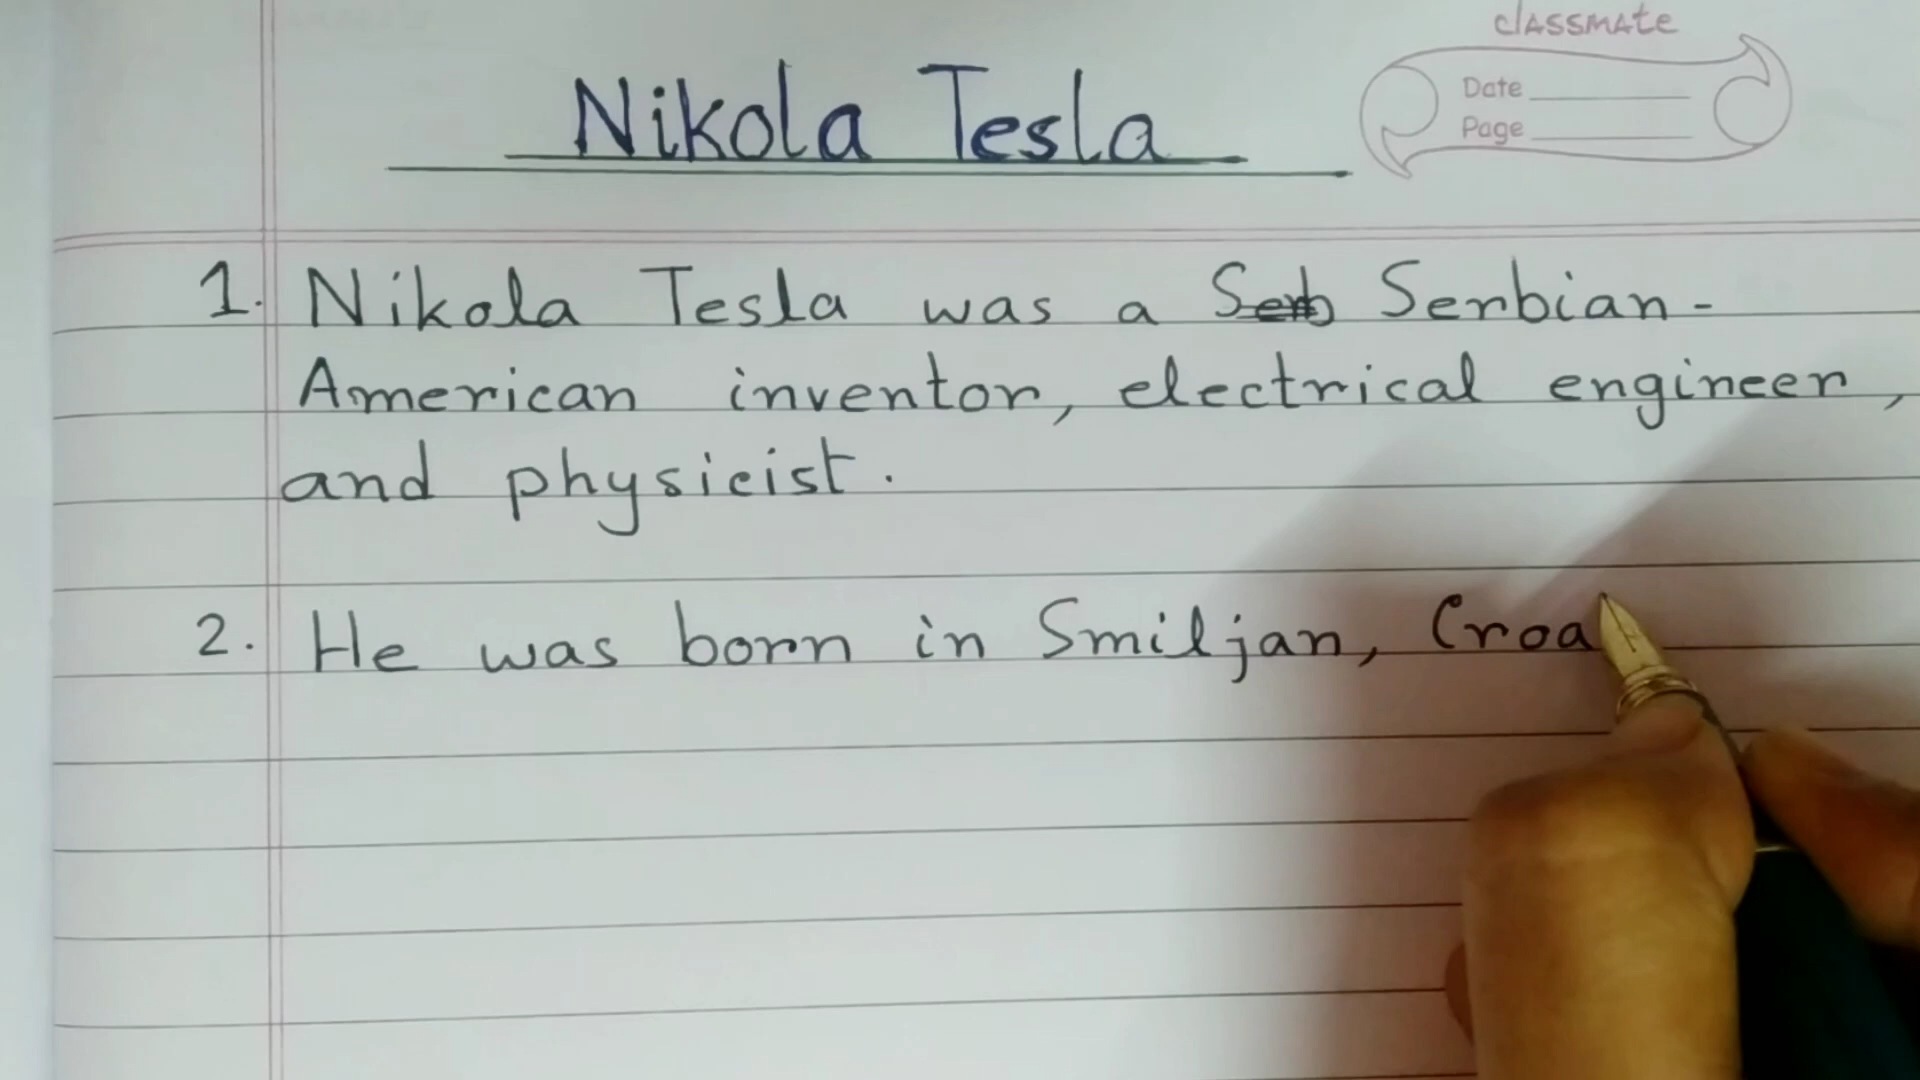 classmate
Date
Page
Nikola Tesla
1. Nikola Tesla was a Serb Serbian-
American inventor, electrical engineer,
and physicist.
2. He was born in Smiljan, Croa